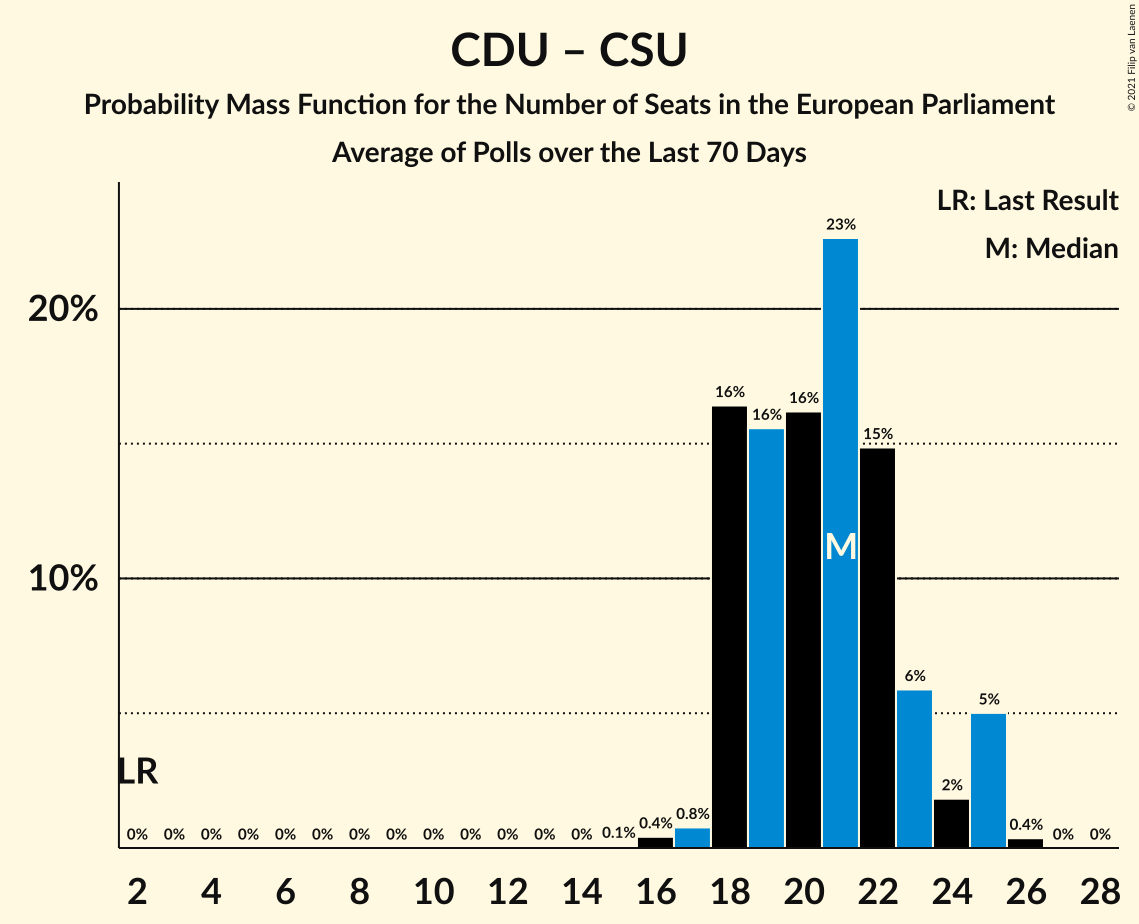 CDU – CSU
Probability Mass Function for the Number of Seats in the European Parliament
Average of Polls over the Last 70 Days
© 2021 Filip van Laenen
LR: Last Result
M: Median
23%
20%
16% 16% 16%
15%
M
10%
6%
5%
LR
2%
0% 0% 0% 0% 0% 0% 0% 0% 0% 0% 0% 0% 0% 0.1% 0.4% 0.8% 0.4% 0% 0%
2 4 6 8 10 12 14 16 18 20 22 24 26 28